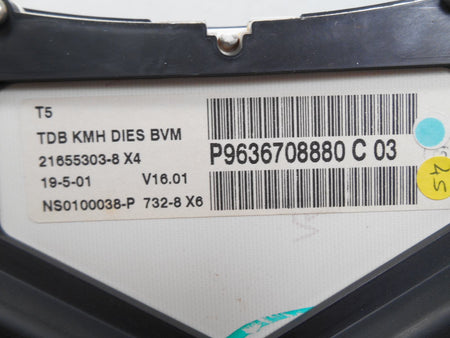 T5
TDB KMH DIES BVM
21655303-8 X4
19-5-01 V16.01
NS0100038-P 732-8 X6
P9636708880 C 03